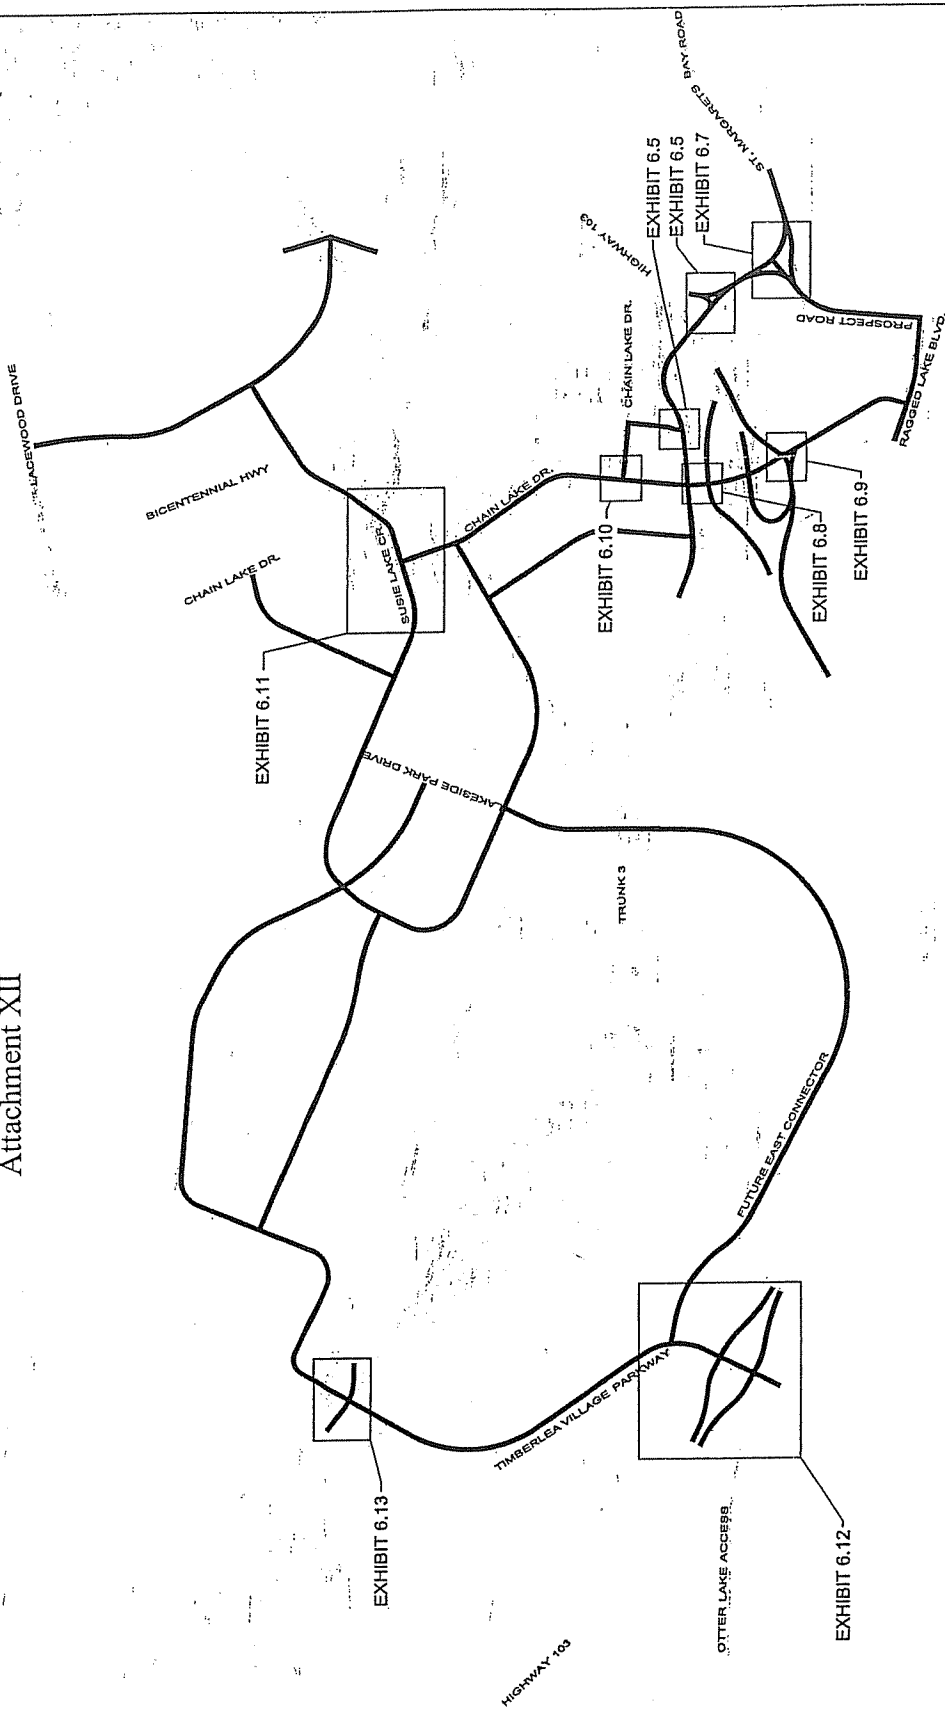 Attachment XII
LACEWOOD DRIVE
BICENTENNIAL HWY
CHAIN LAKE DR.
SUSIE LAKE CR.
EXHIBIT 6.11
CHAIN LAKE DR.
LAKESIDE PARK DRIVE
ST. MARGARETS BAY ROAD
HIGHWAY 103
EXHIBIT 6.5
EXHIBIT 6.5
EXHIBIT 6.7
CHAIN LAKE DR.
PROSPECT ROAD
RAGGED LAKE BLVD.
EXHIBIT 6.10
EXHIBIT 6.8
EXHIBIT 6.9
TRUNK 3
FUTURE EAST CONNECTOR
TIMBERLEA VILLAGE PARKWAY
EXHIBIT 6.13
EXHIBIT 6.12
OTTER LAKE ACCESS
HIGHWAY 103